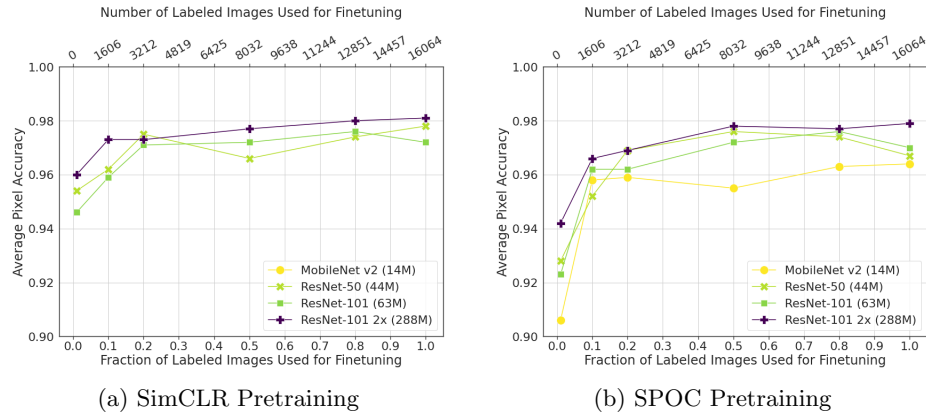 Number of Labeled Images Used for Finetuning
0 1606 3212 4819 6425 8032 9638 11244 12851 14457 16064
1.00
0.98
0.96
0.94
0.92
0.90
Average Pixel Accuracy
MobileNet v2 (14M)
ResNet-50 (44M)
ResNet-101 (63M)
ResNet-101 2x (288M)
0.0 0.1 0.2 0.3 0.4 0.5 0.6 0.7 0.8 0.9 1.0
Fraction of Labeled Images Used for Finetuning
(a) SimCLR Pretraining
Number of Labeled Images Used for Finetuning
0 1606 3212 4819 6425 8032 9638 11244 12851 14457 16064
1.00
0.98
0.96
0.94
0.92
0.90
Average Pixel Accuracy
MobileNet v2 (14M)
ResNet-50 (44M)
ResNet-101 (63M)
ResNet-101 2x (288M)
0.0 0.1 0.2 0.3 0.4 0.5 0.6 0.7 0.8 0.9 1.0
Fraction of Labeled Images Used for Finetuning
(b) SPOC Pretraining